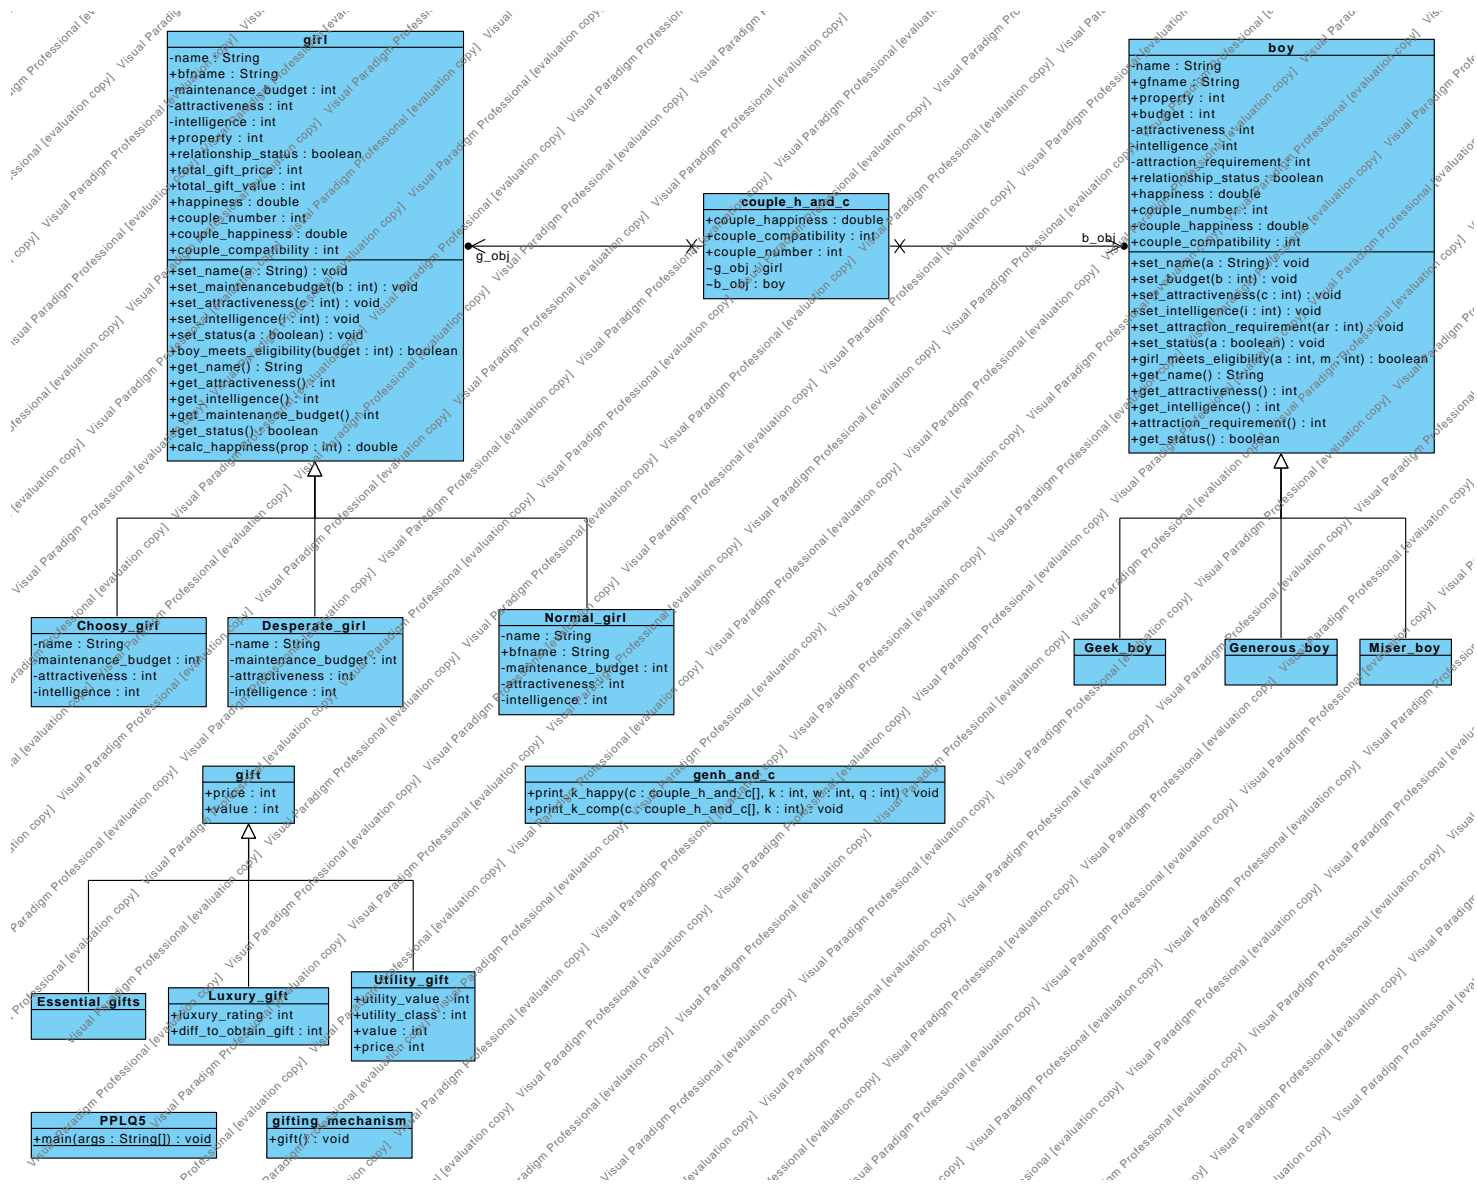 girl
-name : String
+bfname : String
-maintenance_budget : int
-attractiveness : int
-intelligence : int
+property : int
+relationship_status : boolean
+total_gift_price : int
+total_gift_value : int
+happiness : double
+couple_number : int
+couple_happiness : double
+couple_compatibility : int
+set_name(a : String) : void
+set_maintenancebudget(b : int) : void
+set_attractiveness(c : int) : void
+set_intelligence(i : int) : void
+set_status(a : boolean) : void
+boy_meets_eligibility(budget : int) : boolean
+get_name() : String
+get_attractiveness() : int
+get_intelligence() : int
+get_maintenance_budget() : int
+get_status() : boolean
+calc_happiness(prop : int) : double
g_obj
couple_h_and_c
+couple_happiness : double
+couple_compatibility : int
+couple_number : int
~g_obj : girl
~b_obj : boy
b_obj
boy
-name : String
+gfname : String
+property : int
+budget : int
-attractiveness : int
-intelligence : int
-attraction_requirement : int
+relationship_status : boolean
+happiness : double
+couple_number : int
+couple_happiness : double
+couple_compatibility : int
+set_name(a : String) : void
+set_budget(b : int) : void
+set_attractiveness(c : int) : void
+set_intelligence(i : int) : void
+set_attraction_requirement(ar : int) : void
+set_status(a : boolean) : void
+girl_meets_eligibility(a : int, m : int) : boolean
+get_name() : String
+get_attractiveness() : int
+get_intelligence() : int
+attraction_requirement() : int
+get_status() : boolean
Choosy_girl
-name : String
-maintenance_budget : int
-attractiveness : int
-intelligence : int
Desperate_girl
-name : String
-maintenance_budget : int
-attractiveness : int
-intelligence : int
Normal_girl
-name : String
+bfname : String
-maintenance_budget : int
-attractiveness : int
-intelligence : int
Geek_boy
Generous_boy
Miser_boy
gift
+price : int
+value : int
genh_and_c
+print_k_happy(c : couple_h_and_c[], k : int, w : int, q : int) : void
+print_k_comp(c : couple_h_and_c[], k : int) : void
Essential_gifts
Luxury_gift
+luxury_rating : int
+diff_to_obtain_gift : int
Utility_gift
+utility_value : int
+utility_class : int
+value : int
+price : int
PPLQ5
+main(args : String[]) : void
gifting_mechanism
+gift() : void
Visual Paradigm Professional [evaluation copy]